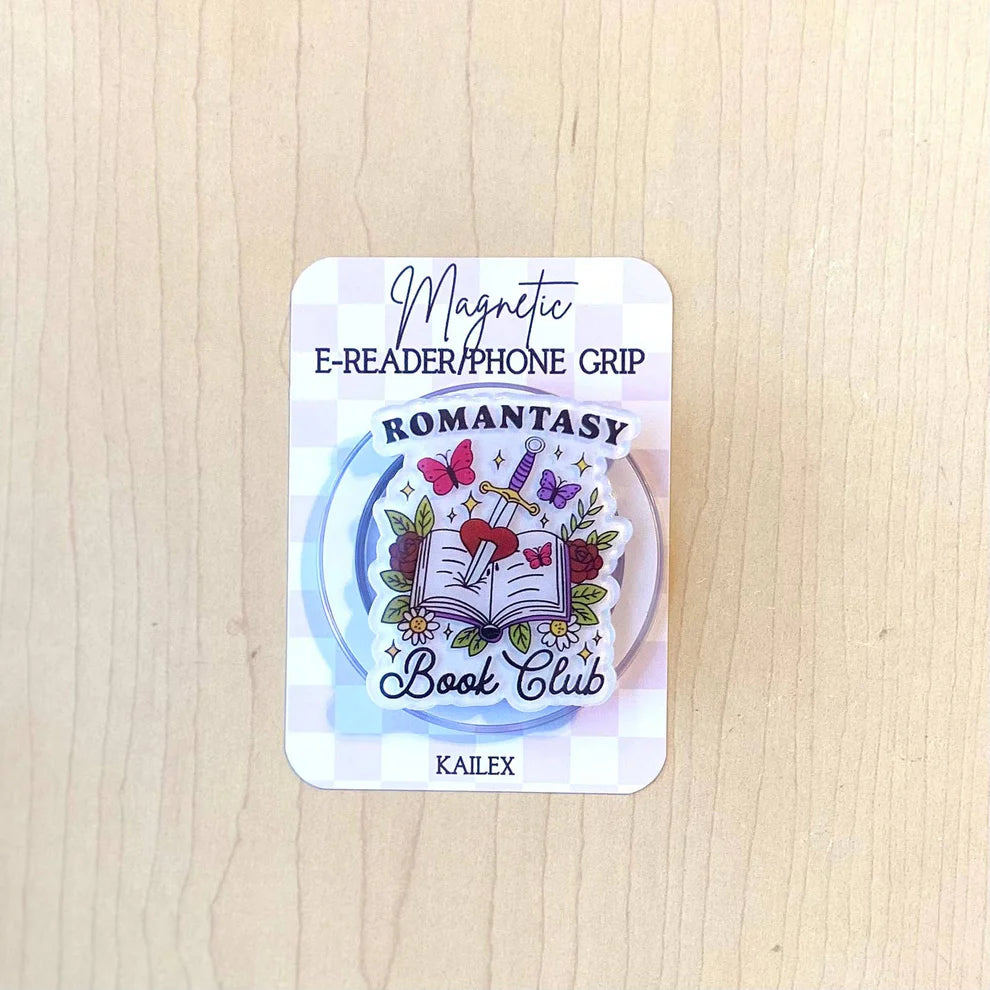 Magnetic
E-READER/PHONE GRIP
ROMANTASY
Book Club
KAILEX